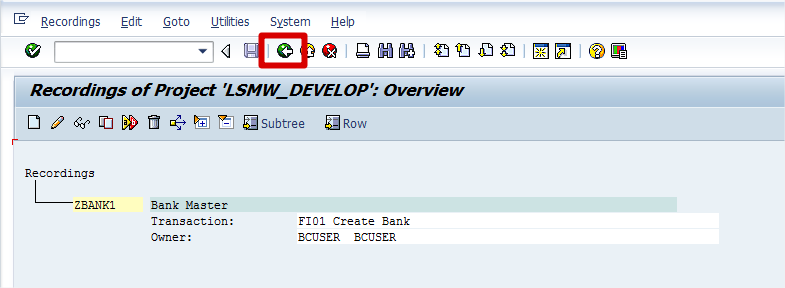 Recordings Edit Goto Utilities System Help
Recordings of Project 'LSMW_DEVELOP': Overview
Subtree Row
Recordings
ZBANK1 Bank Master
Transaction: FI01 Create Bank
Owner: BCUSER BCUSER